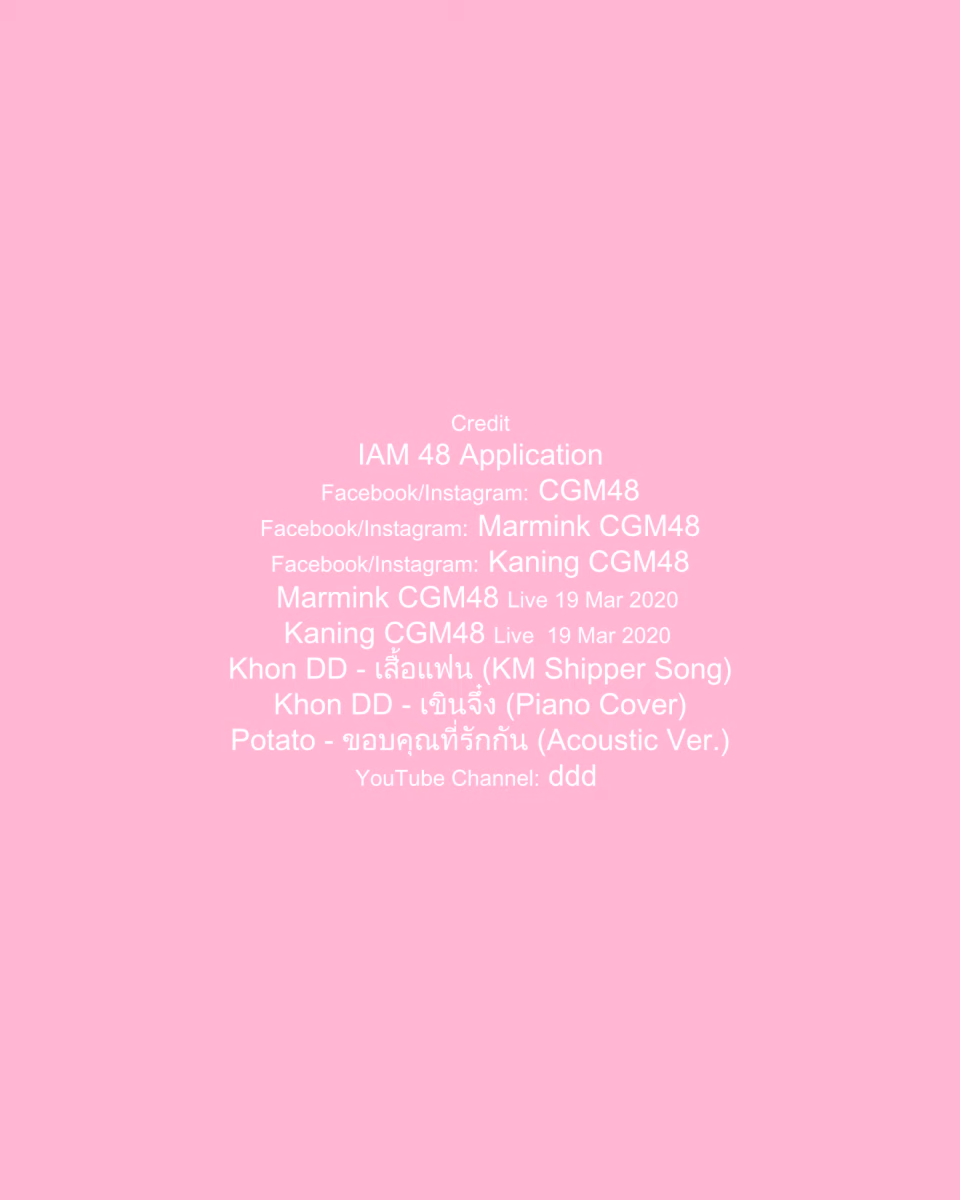 Credit
IAM 48 Application
Facebook/Instagram: CGM48
Facebook/Instagram: Marmink CGM48
Facebook/Instagram: Kaning CGM48
Marmink CGM48 Live 19 Mar 2020
Kaning CGM48 Live  19 Mar 2020
Khon DD - เสื้อแฟน (KM Shipper Song)
Khon DD - เขินจึ๋ง (Piano Cover)
Potato - ขอบคุณที่รักกัน (Acoustic Ver.)
YouTube Channel: ddd